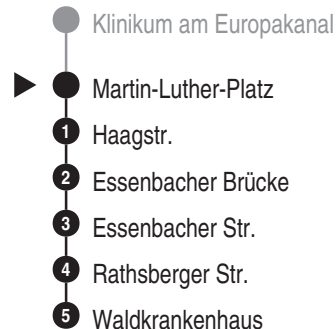 Klinikum am Europakanal
Martin-Luther-Platz
1 Haagstr.
2 Essenbacher Brücke
3 Essenbacher Str.
4 Rathsberger Str.
5 Waldkrankenhaus